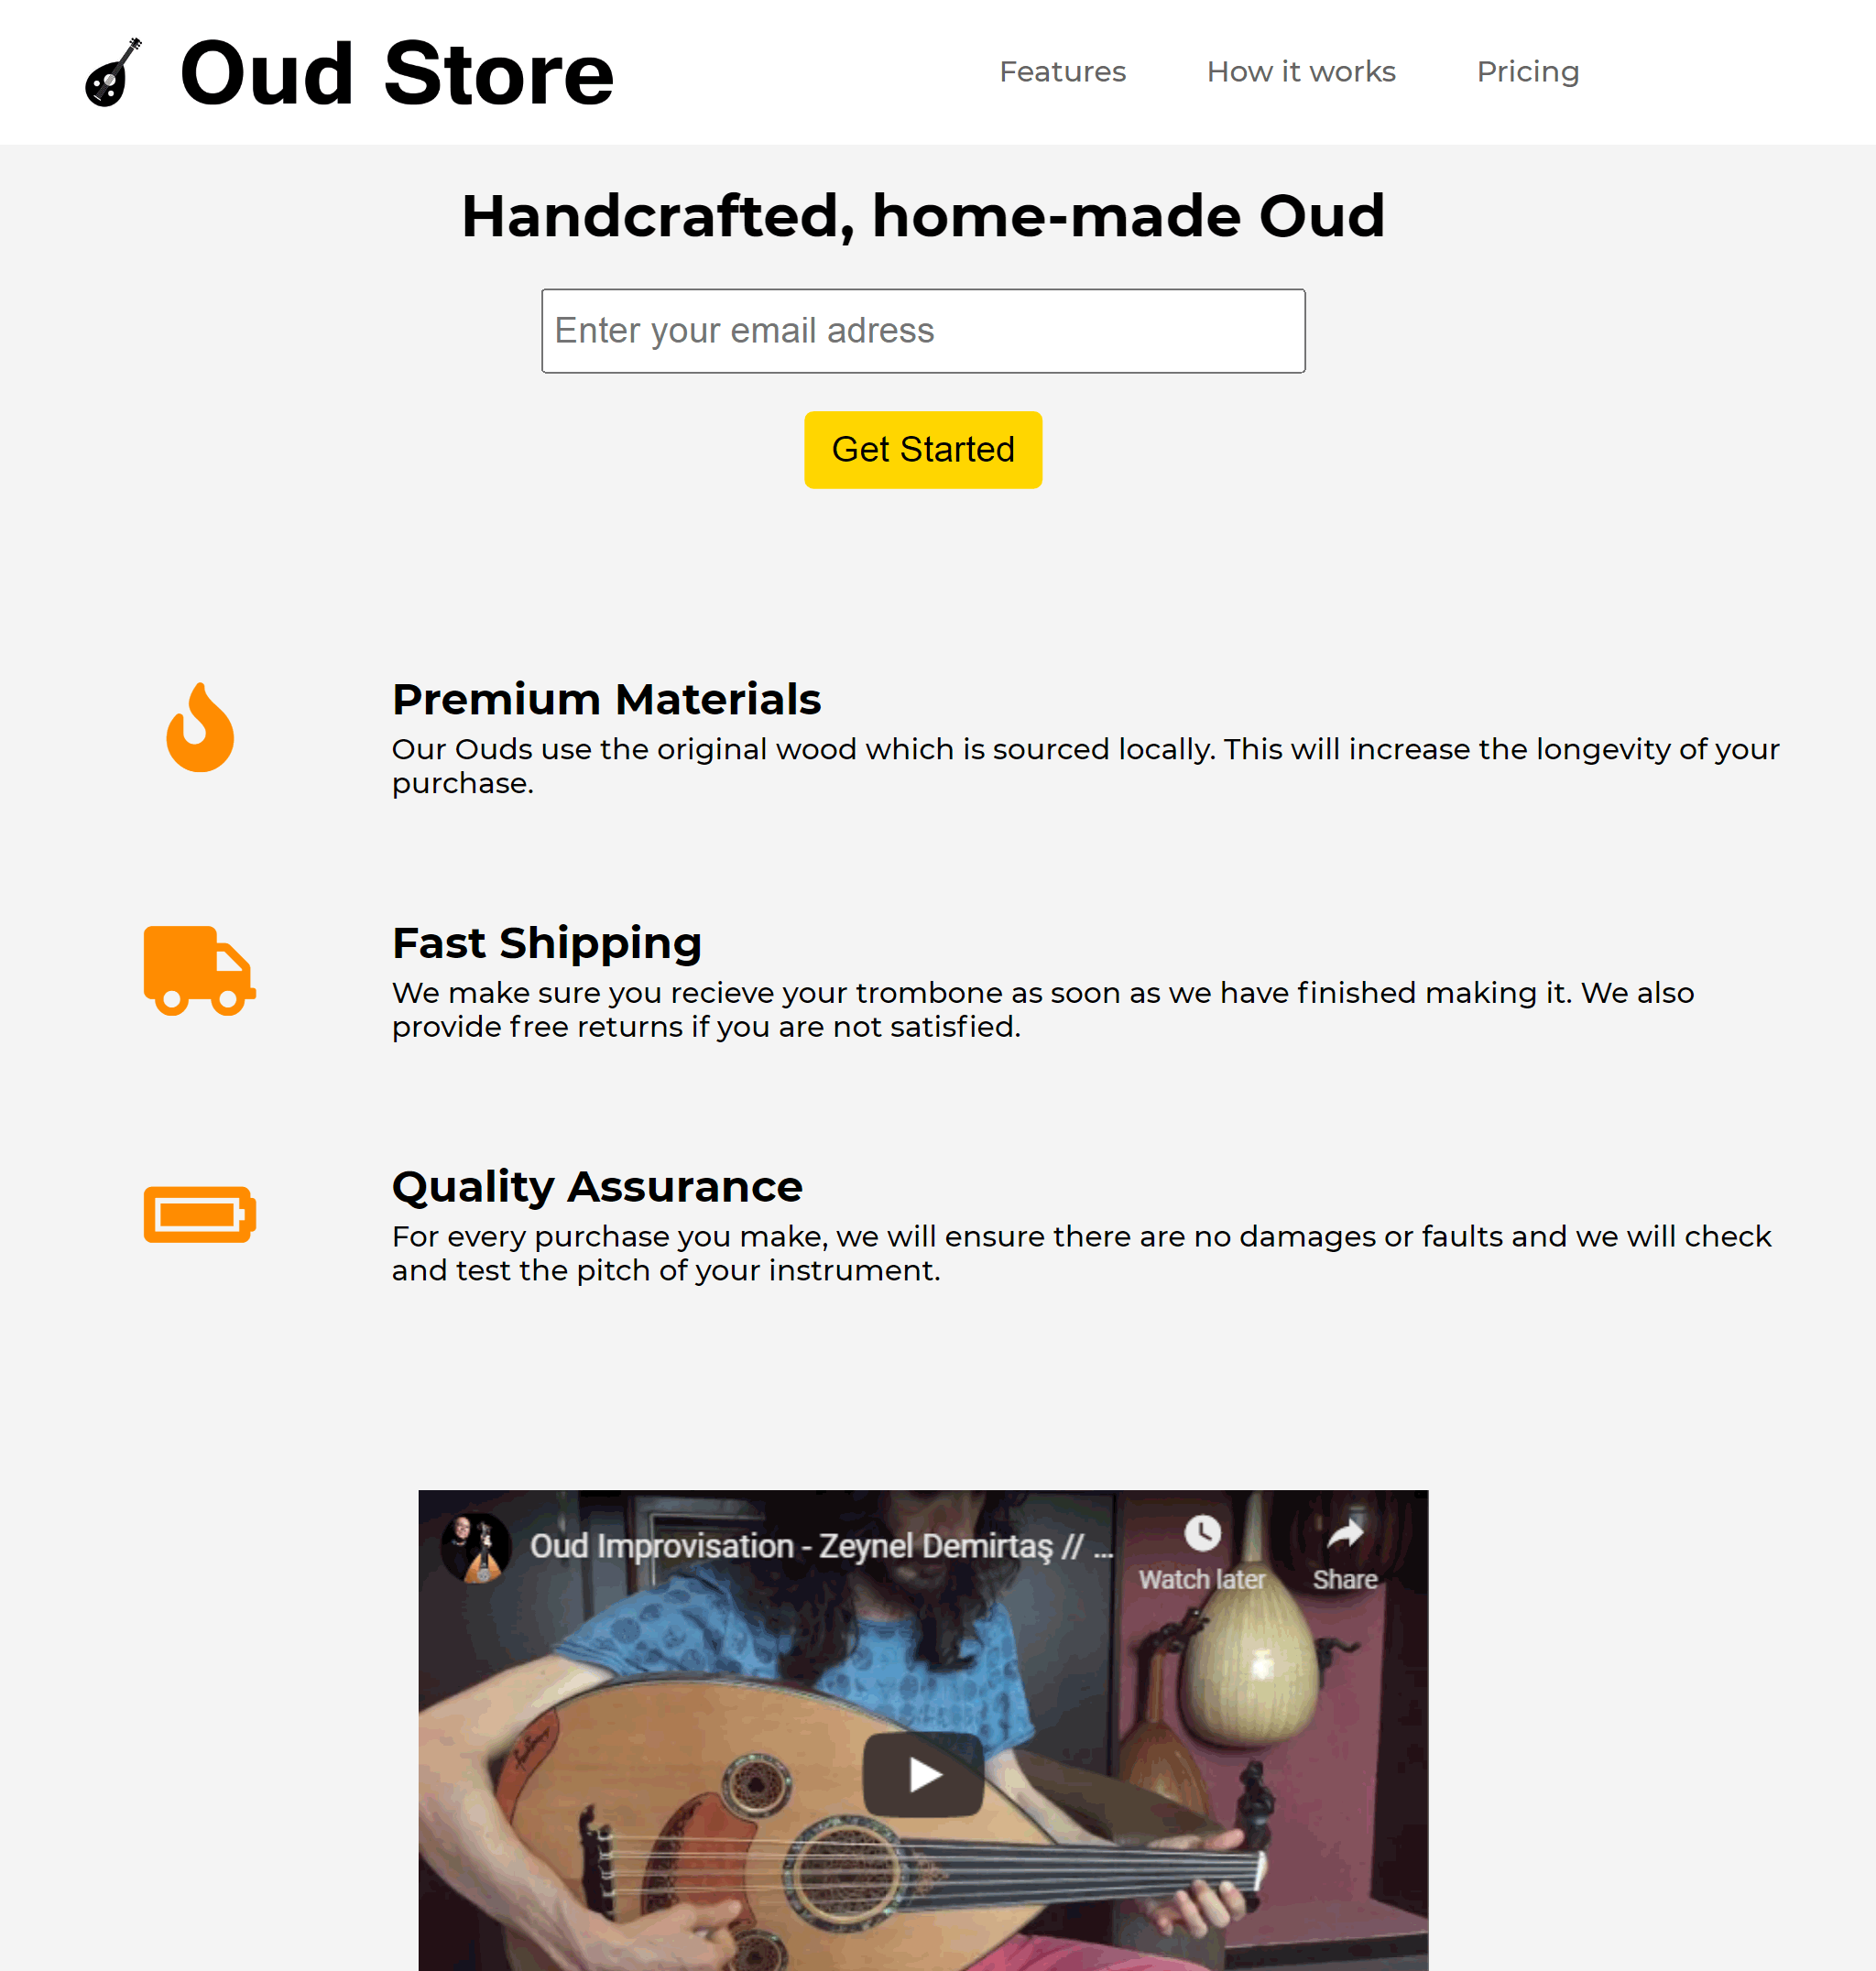 Oud Store
Features
How it works
Pricing
Handcrafted, home-made Oud
Enter your email adress
Get Started
Premium Materials
Our Ouds use the original wood which is sourced locally. This will increase the longevity of your
purchase.
Fast Shipping
We make sure you recieve your trombone as soon as we have finished making it. We also
provide free returns if you are not satisfied.
Quality Assurance
For every purchase you make, we will ensure there are no damages or faults and we will check
and test the pitch of your instrument.
Oud Improvisation - Zeynel Demirtaş // ...
Watch later
Share